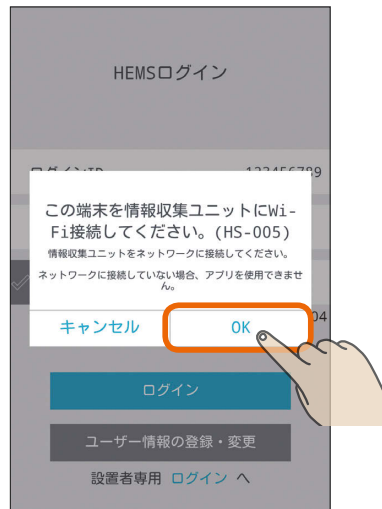 HEMSログイン
123456789
この端末を情報収集ユニットにWi-
Fi接続してください。(HS-005)
情報収集ユニットをネットワークに接続してください。
ネットワークに接続していない場合、アプリを使用できませ
ん。
04
キャンセル OK
ログイン
ユーザー情報の登録・変更
設置者専用 ログイン へ